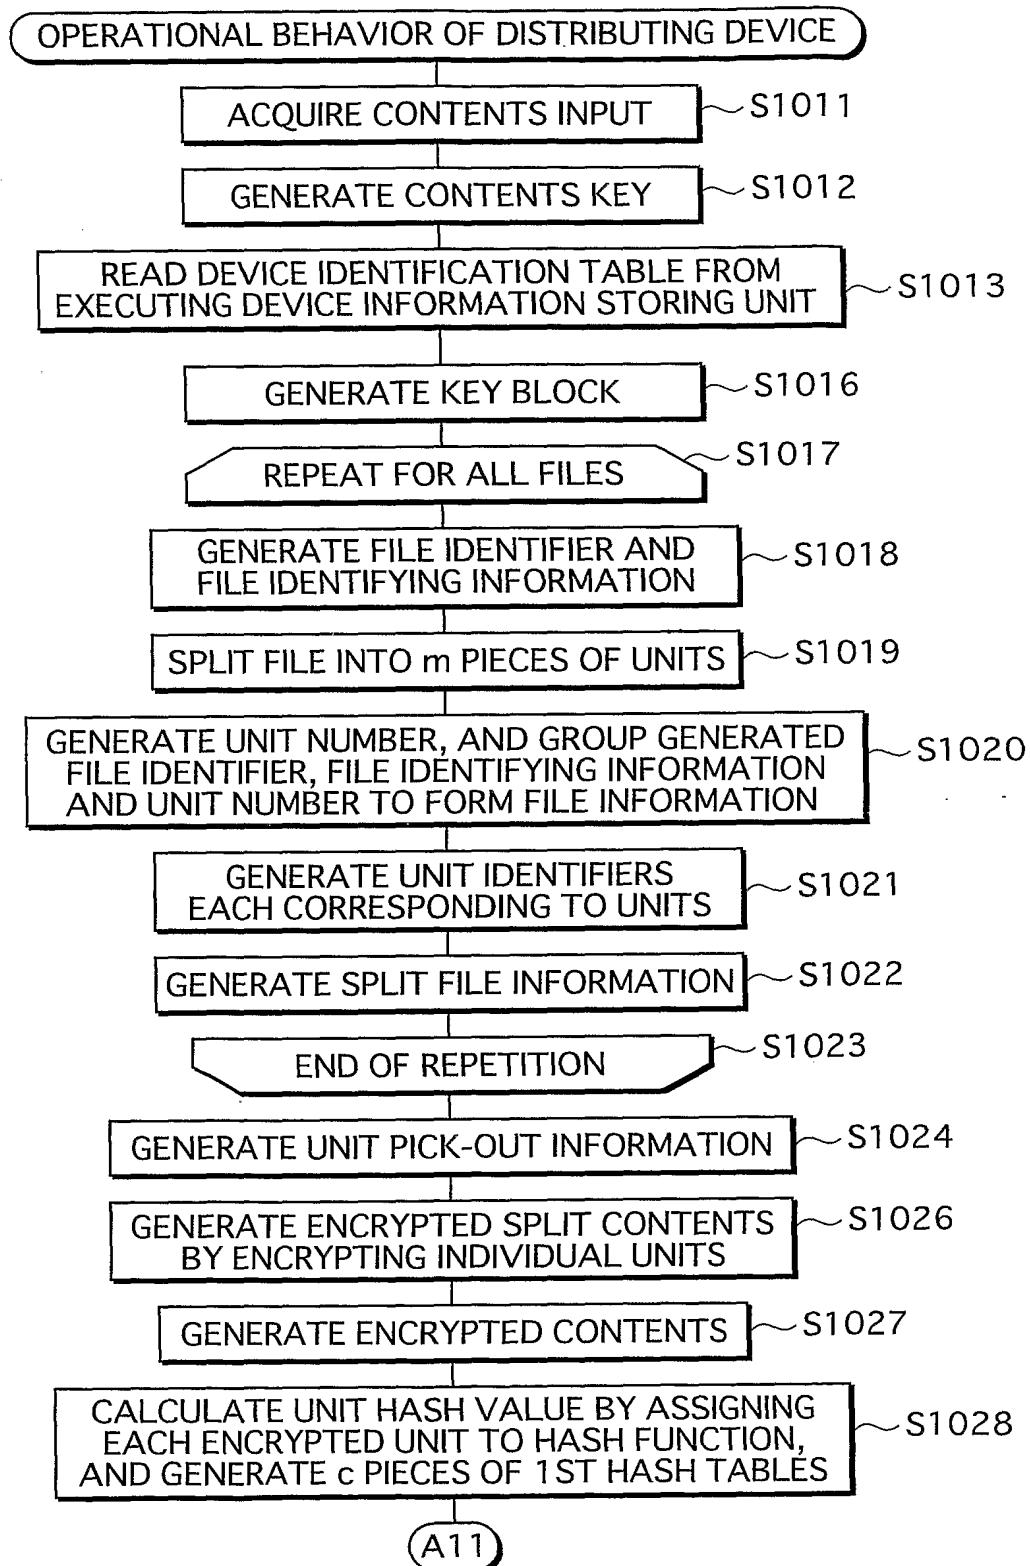 OPERATIONAL BEHAVIOR OF DISTRIBUTING DEVICE
ACQUIRE CONTENTS INPUT
S1011
GENERATE CONTENTS KEY
S1012
READ DEVICE IDENTIFICATION TABLE FROM
EXECUTING DEVICE INFORMATION STORING UNIT
S1013
GENERATE KEY BLOCK
S1016
REPEAT FOR ALL FILES
S1017
GENERATE FILE IDENTIFIER AND
FILE IDENTIFYING INFORMATION
S1018
SPLIT FILE INTO m PIECES OF UNITS
S1019
GENERATE UNIT NUMBER, AND GROUP GENERATED
FILE IDENTIFIER, FILE IDENTIFYING INFORMATION
AND UNIT NUMBER TO FORM FILE INFORMATION
S1020
GENERATE UNIT IDENTIFIERS
EACH CORRESPONDING TO UNITS
S1021
GENERATE SPLIT FILE INFORMATION
S1022
END OF REPETITION
S1023
GENERATE UNIT PICK-OUT INFORMATION
S1024
GENERATE ENCRYPTED SPLIT CONTENTS
BY ENCRYPTING INDIVIDUAL UNITS
S1026
GENERATE ENCRYPTED CONTENTS
S1027
CALCULATE UNIT HASH VALUE BY ASSIGNING
EACH ENCRYPTED UNIT TO HASH FUNCTION,
AND GENERATE c PIECES OF 1ST HASH TABLES
S1028
A11